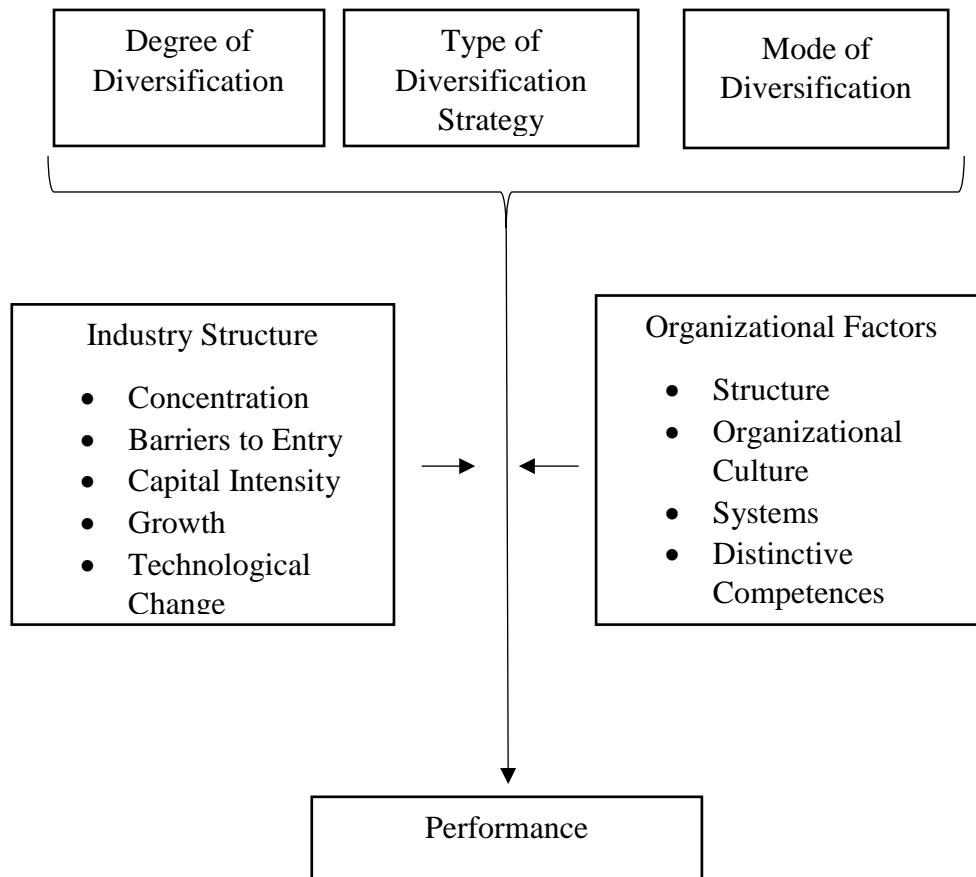 Degree of
Diversification
Type of
Diversification
Strategy
Mode of
Diversification
Industry Structure
• Concentration
• Barriers to Entry
• Capital Intensity
• Growth
• Technological
Change
Organizational Factors
• Structure
• Organizational
Culture
• Systems
• Distinctive
Competences
Performance